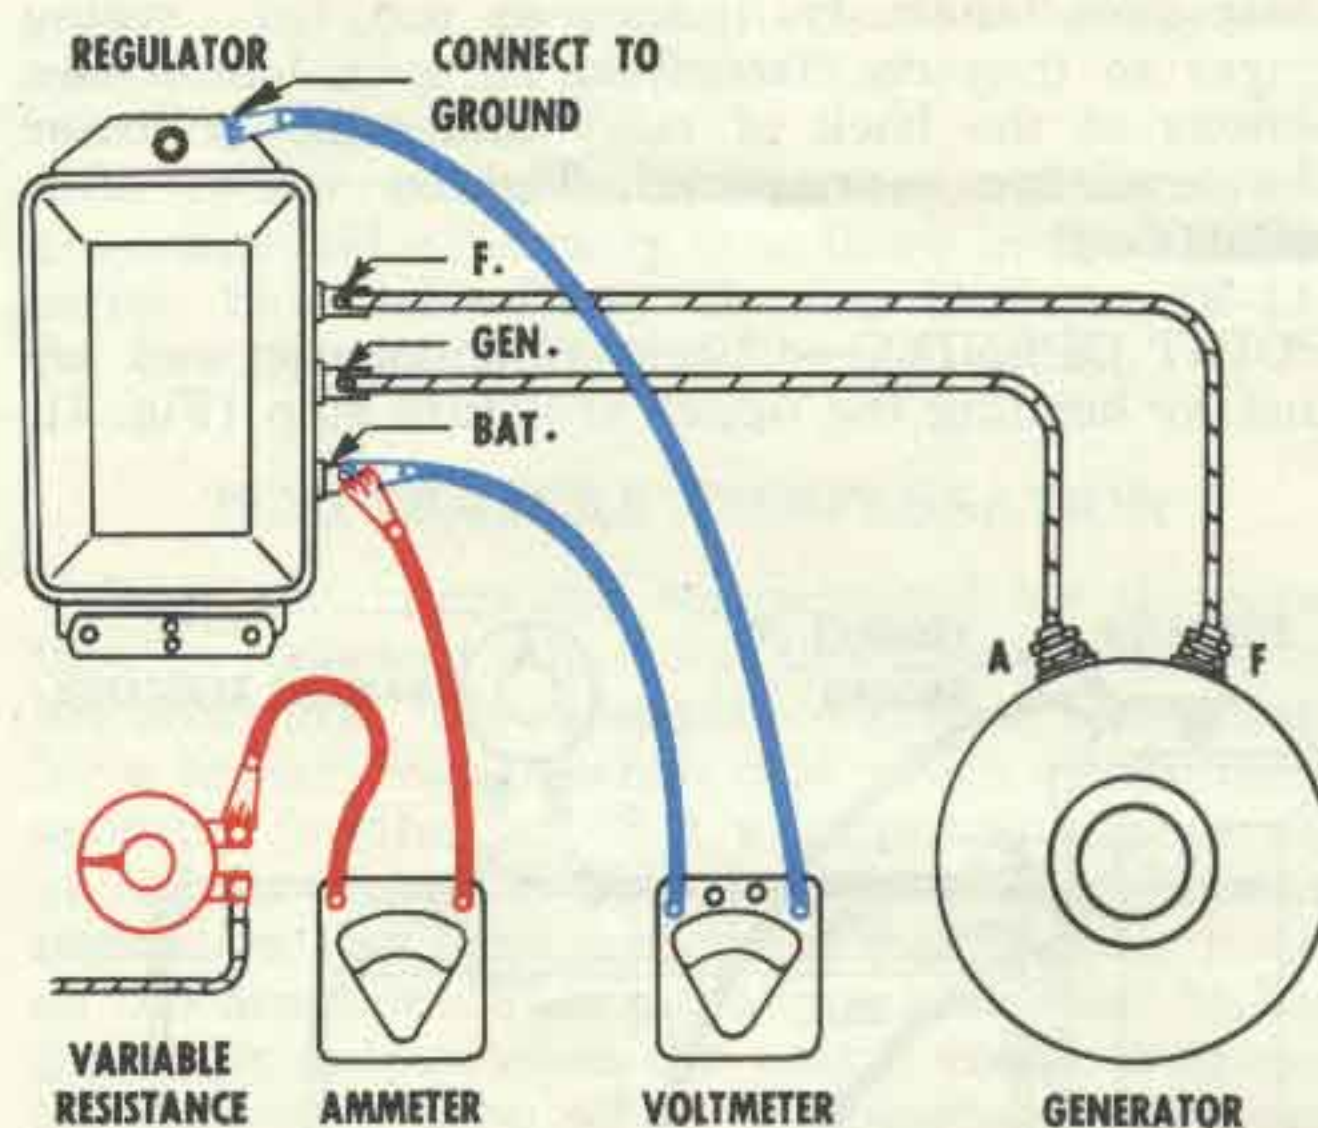 REGULATOR
CONNECT TO
GROUND
F.
GEN.
BAT.
A
F
VARIABLE
RESISTANCE
AMMETER
VOLTMETER
GENERATOR